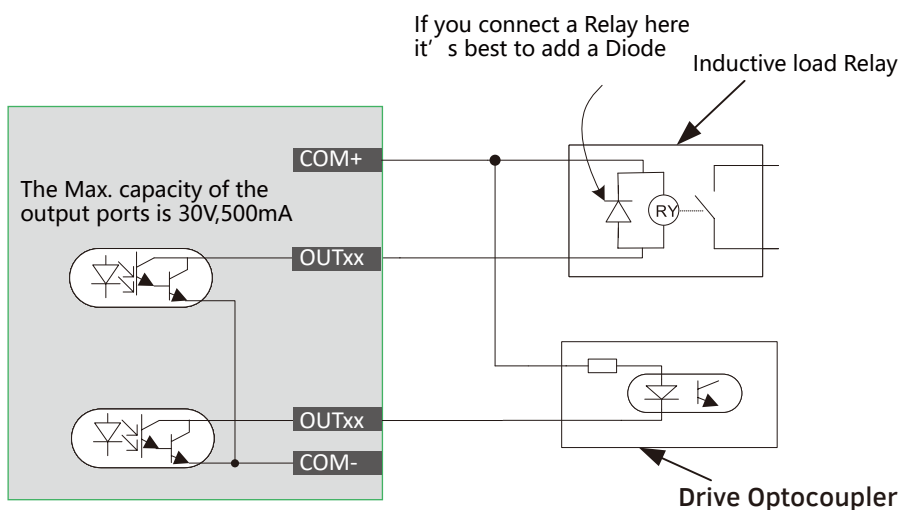 If you connect a Relay here
it’ s best to add a Diode
Inductive load Relay
COM+
The Max. capacity of the
output ports is 30V,500mA
RY
OUTxx
OUTxx
COM-
Drive Optocoupler